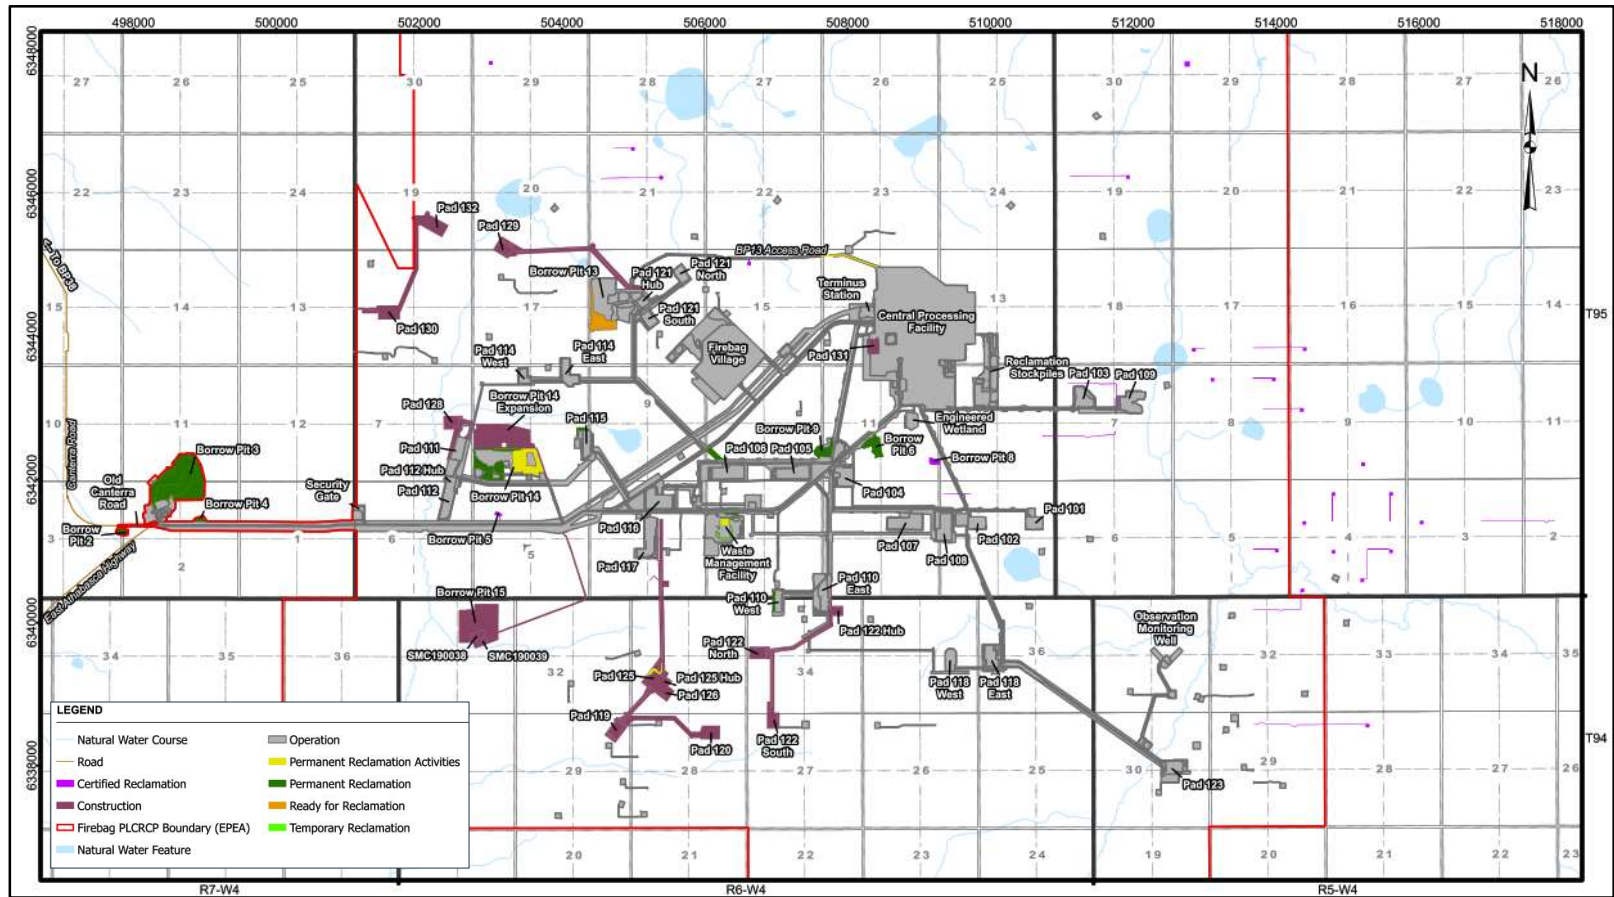 498000 500000 502000 504000 506000 508000 510000 512000 514000 516000 518000
6348000
27 26 25 30 29 28 27 26 25 30 29 28 27 26
N
6346000
22 23 24 19 20 21 22 23 24 19 20 21 22 23
Pad 132
Pad 129
<-- To BP38
BP13 Access Road
Borrow Pit 13
Pad 121
Hub
Pad 121
North
Terminus
Station
15 14 13 17 15 13 18 17 16 15 14
T95
Pad 121
South
Central Processing
Facility
6344000
Pad 130
Pad 114
West
Pad 114
East
Firebag
Village
Pad 131
Reclamation
Stockpiles
Pad 103
Pad 109
Borrow Pit 14
Expansion
Pad 128
Pad 115
Engineered
Wetland
10 11 12 7 9 11 7 8 9 10 11
Canterra Road
Borrow Pit 3
Pad 111
Borrow Pit 9
Pad 106
Pad 105
Borrow
Pit 6
Borrow Pit 8
Pad 112 Hub
6342000
Old
Canterra
Road
Borrow Pit 4
Security
Gate
Pad 112
Borrow Pit 14
Pad 104
Borrow
Pit 2
Borrow Pit 5
Pad 116
Pad 101
Pad 102
Pad 107
Pad 108
3 2 6 5 6 5 4 3 2
East Athabasca Highway
Pad 117
Waste
Management
Facility
Pad 110
East
Pad 110
West
6340000
Borrow Pit 15
Pad 122 Hub
Observation
Monitoring
Well
SMC190038
SMC190039
Pad 122
North
34 35 36 32 34 36 32 33 34 35
Pad 125
Pad 125 Hub
Pad 126
Pad 118
West
Pad 118
East
Pad 119
Pad 120
Pad 122
South
T94
6338000
29 28 27 26 25 30 29 28 27 26
Pad 123
20 21 22 23 24 19 20 21 22 23
LEGEND
Natural Water Course
Road
Certified Reclamation
Construction
Firebag PLCRCP Boundary (EPEA)
Natural Water Feature
Operation
Permanent Reclamation Activities
Permanent Reclamation
Ready for Reclamation
Temporary Reclamation
R7-W4 R6-W4 R5-W4